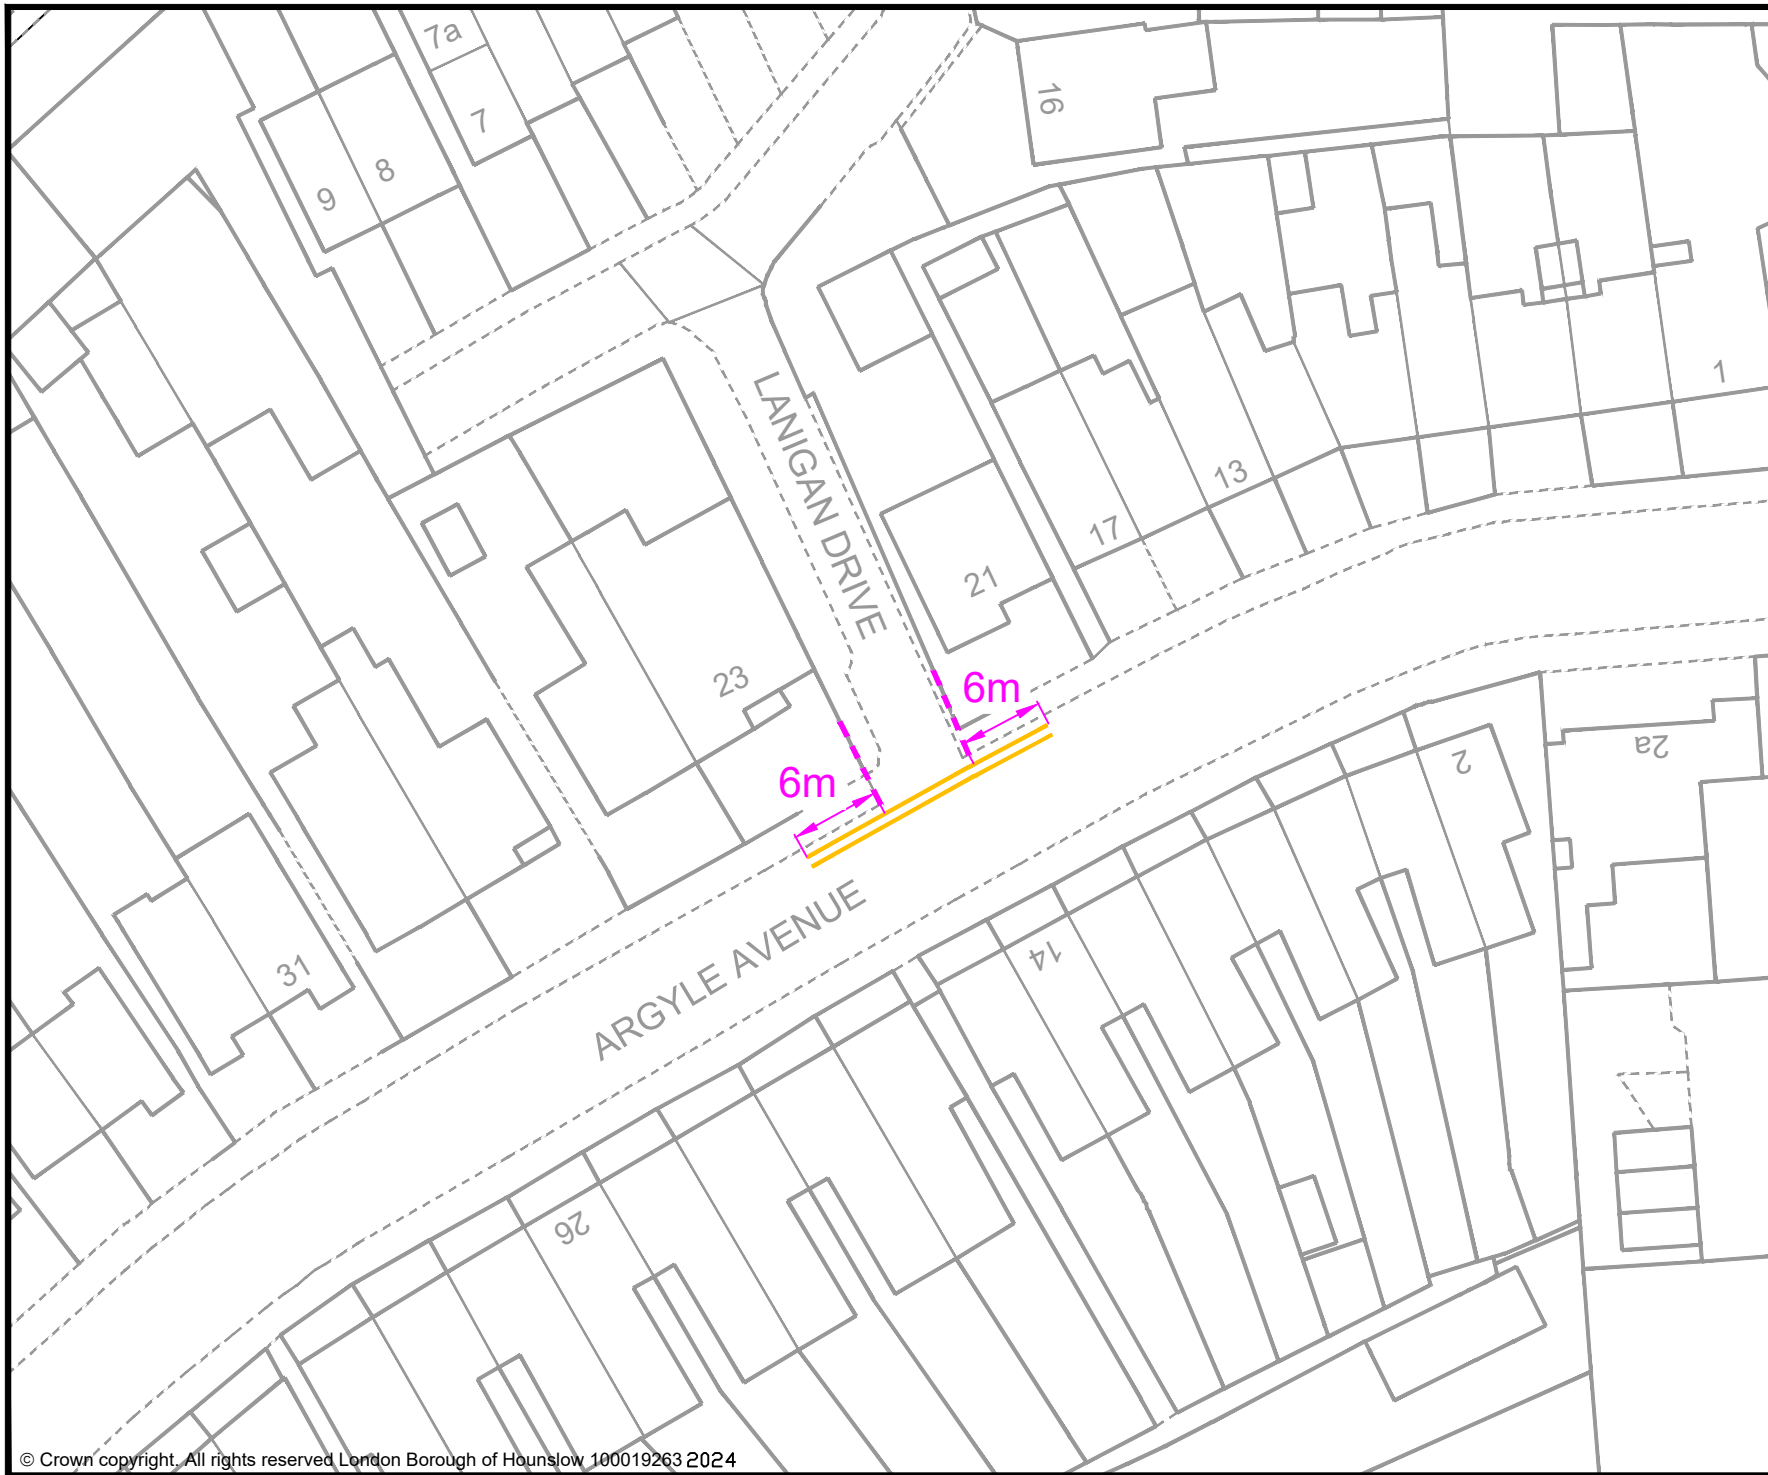 7a
7
16
8
9
1
LANIGAN DRIVE
13
17
21
23
6m
6m
2a
2
31
14
ARGYLE AVENUE
26
© Crown copyright. All rights reserved London Borough of Hounslow 100019263 2024